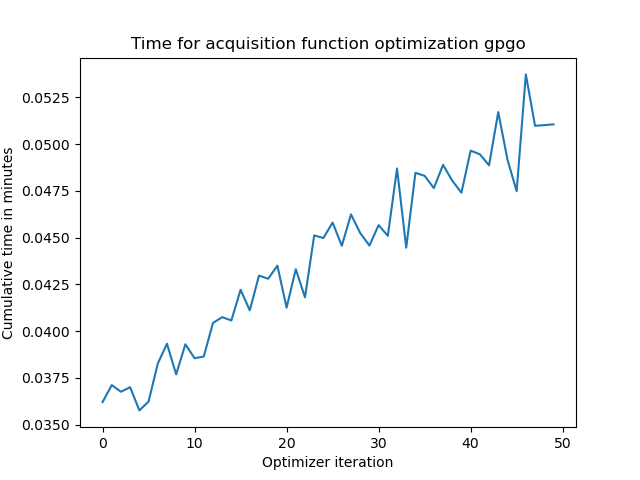 Time for acquisition function optimization gpgo
Cumulative time in minutes
0.0525
0.0500
0.0475
0.0450
0.0425
0.0400
0.0375
0.0350
0 10 20 30 40 50
Optimizer iteration